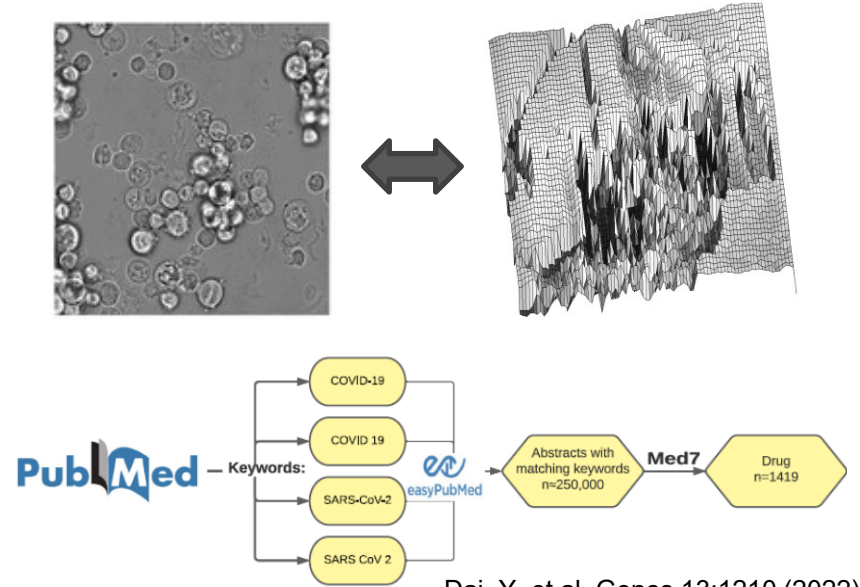 COVID-19
COVID 19
PubMed
Keywords:
easyPubMed
SARS-CoV-2
SARS CoV 2
Abstracts with
matching keywords
n≈250,000
Med7
Drug
n=1419
Dai, Y. et al. Genes 13:1210 (2022)